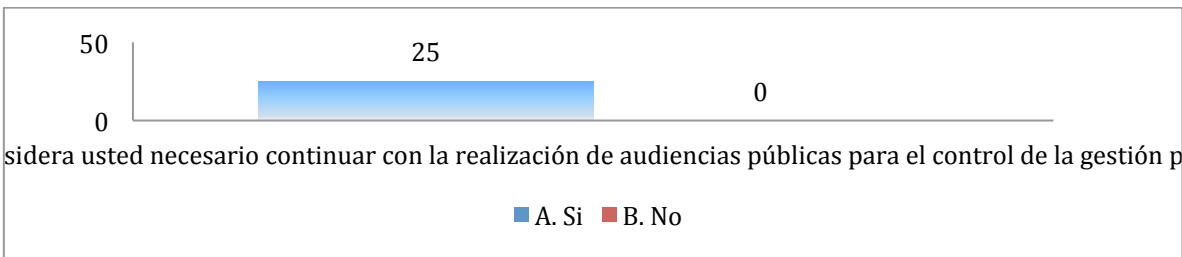 50
25
0
0
sidera usted necesario continuar con la realización de audiencias públicas para el control de la gestión p
A. Si B. No